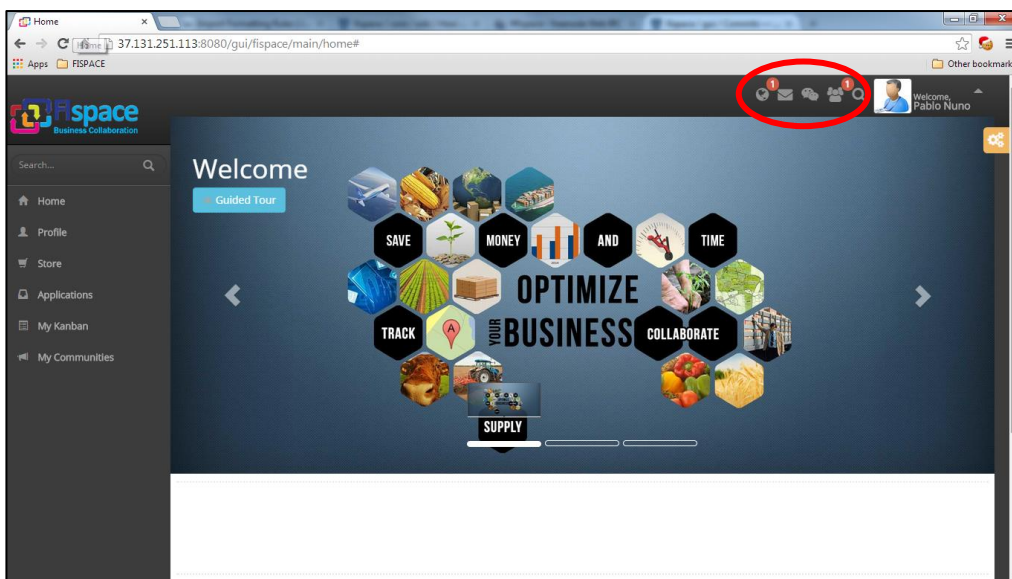 Home
37.131.251.113:8080/gui/fispace/main/home#
Home
Apps FISPACE Other bookmark
FIspace
Business Collaboration
1 1
Welcome,
Pablo Nuno
Search...
Home
Profile
Store
Applications
My Kanban
My Communities
Welcome
Guided Tour
SAVE MONEY AND TIME
OPTIMIZE
YOUR BUSINESS
TRACK A COLLABORATE
SUPPLY